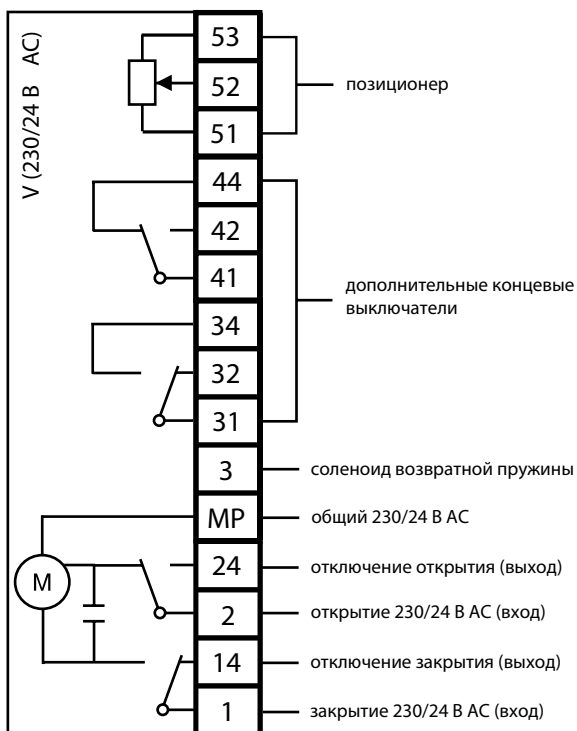 V (230/24 В AC)
53
52
51
позиционер
44
42
41
34
32
31
дополнительные концевые
выключатели
3
соленоид возвратной пружины
MP
общий 230/24 В AC
24
отключение открытия (выход)
M
2
открытие 230/24 В AC (вход)
14
отключение закрытия (выход)
1
закрытие 230/24 В AC (вход)